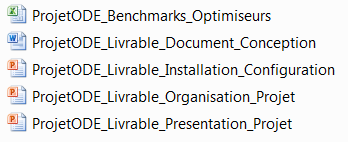 ProjetODE_Benchmarks_Optimiseurs
ProjetODE_Livrable_Document_Conception
ProjetODE_Livrable_Installation_Configuration
ProjetODE_Livrable_Organisation_Projet
ProjetODE_Livrable_Presentation_Projet